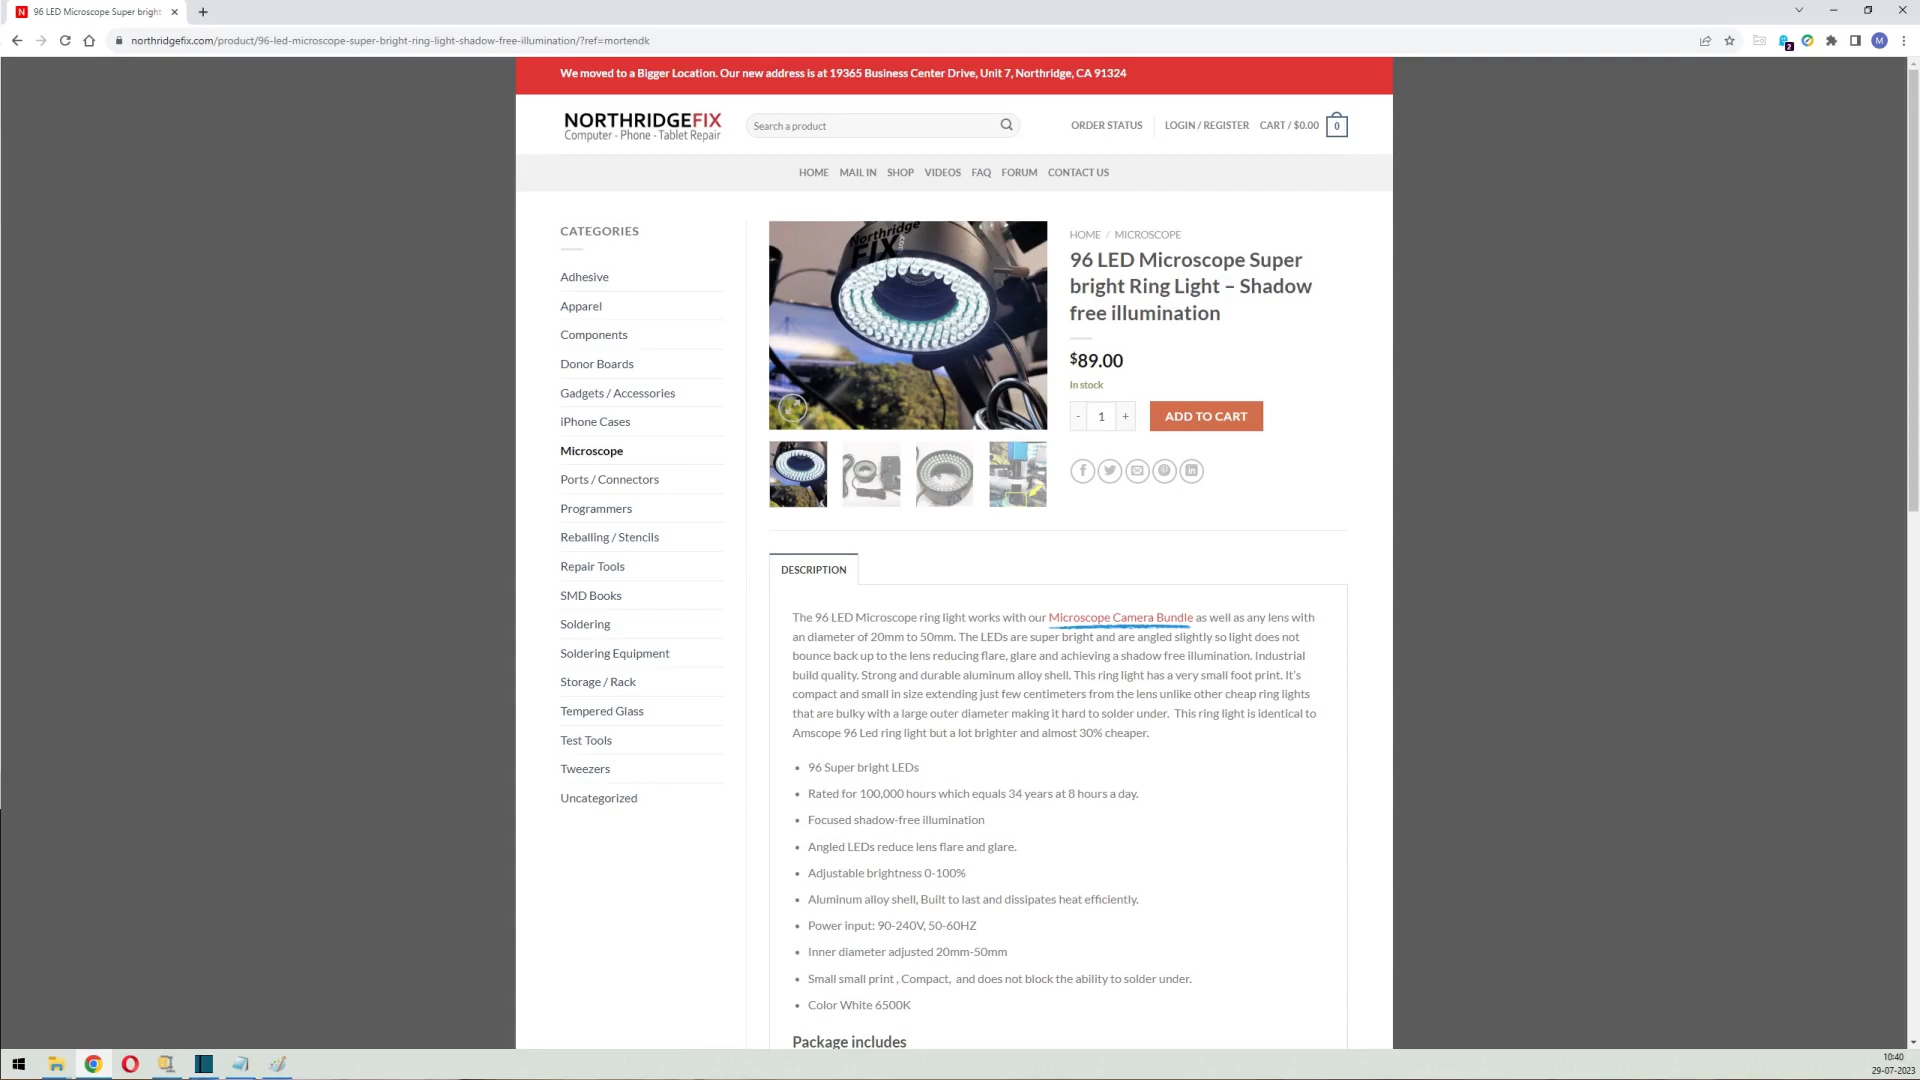 96 LED Microscope Super bright
northridgefix.com/product/96-led-microscope-super-bright-ring-light-shadow-free-illumination/?ref=mortendk
We moved to a Bigger Location. Our new address is at 19365 Business Center Drive, Unit 7, Northridge, CA 91324
NORTHRIDGEFIX
Computer - Phone - Tablet Repair
Search a product
ORDER STATUS
LOGIN / REGISTER
CART / $0.00
0
HOME MAIL IN SHOP VIDEOS FAQ FORUM CONTACT US
CATEGORIES
Adhesive
Apparel
Components
Donor Boards
Gadgets / Accessories
iPhone Cases
Microscope
Ports / Connectors
Programmers
Reballing / Stencils
Repair Tools
SMD Books
Soldering
Soldering Equipment
Storage / Rack
Tempered Glass
Test Tools
Tweezers
Uncategorized
Northridge
FIX
HOME / MICROSCOPE
96 LED Microscope Super
bright Ring Light – Shadow
free illumination
$89.00
In stock
- 1 +
ADD TO CART
DESCRIPTION
The 96 LED Microscope ring light works with our Microscope Camera Bundle as well as any lens with
an diameter of 20mm to 50mm. The LEDs are super bright and are angled slightly so light does not
bounce back up to the lens reducing flare, glare and achieving a shadow free illumination. Industrial
build quality. Strong and durable aluminum alloy shell. This ring light has a very small foot print. It's
compact and small in size extending just few centimeters from the lens unlike other cheap ring lights
that are bulky with a large outer diameter making it hard to solder under.  This ring light is identical to
Amscope 96 Led ring light but a lot brighter and almost 30% cheaper.
96 Super bright LEDs
Rated for 100,000 hours which equals 34 years at 8 hours a day.
Focused shadow-free illumination
Angled LEDs reduce lens flare and glare.
Adjustable brightness 0-100%
Aluminum alloy shell, Built to last and dissipates heat efficiently.
Power input: 90-240V, 50-60HZ
Inner diameter adjusted 20mm-50mm
Small small print , Compact,  and does not block the ability to solder under.
Color White 6500K
Package includes
10:40
29-07-2023